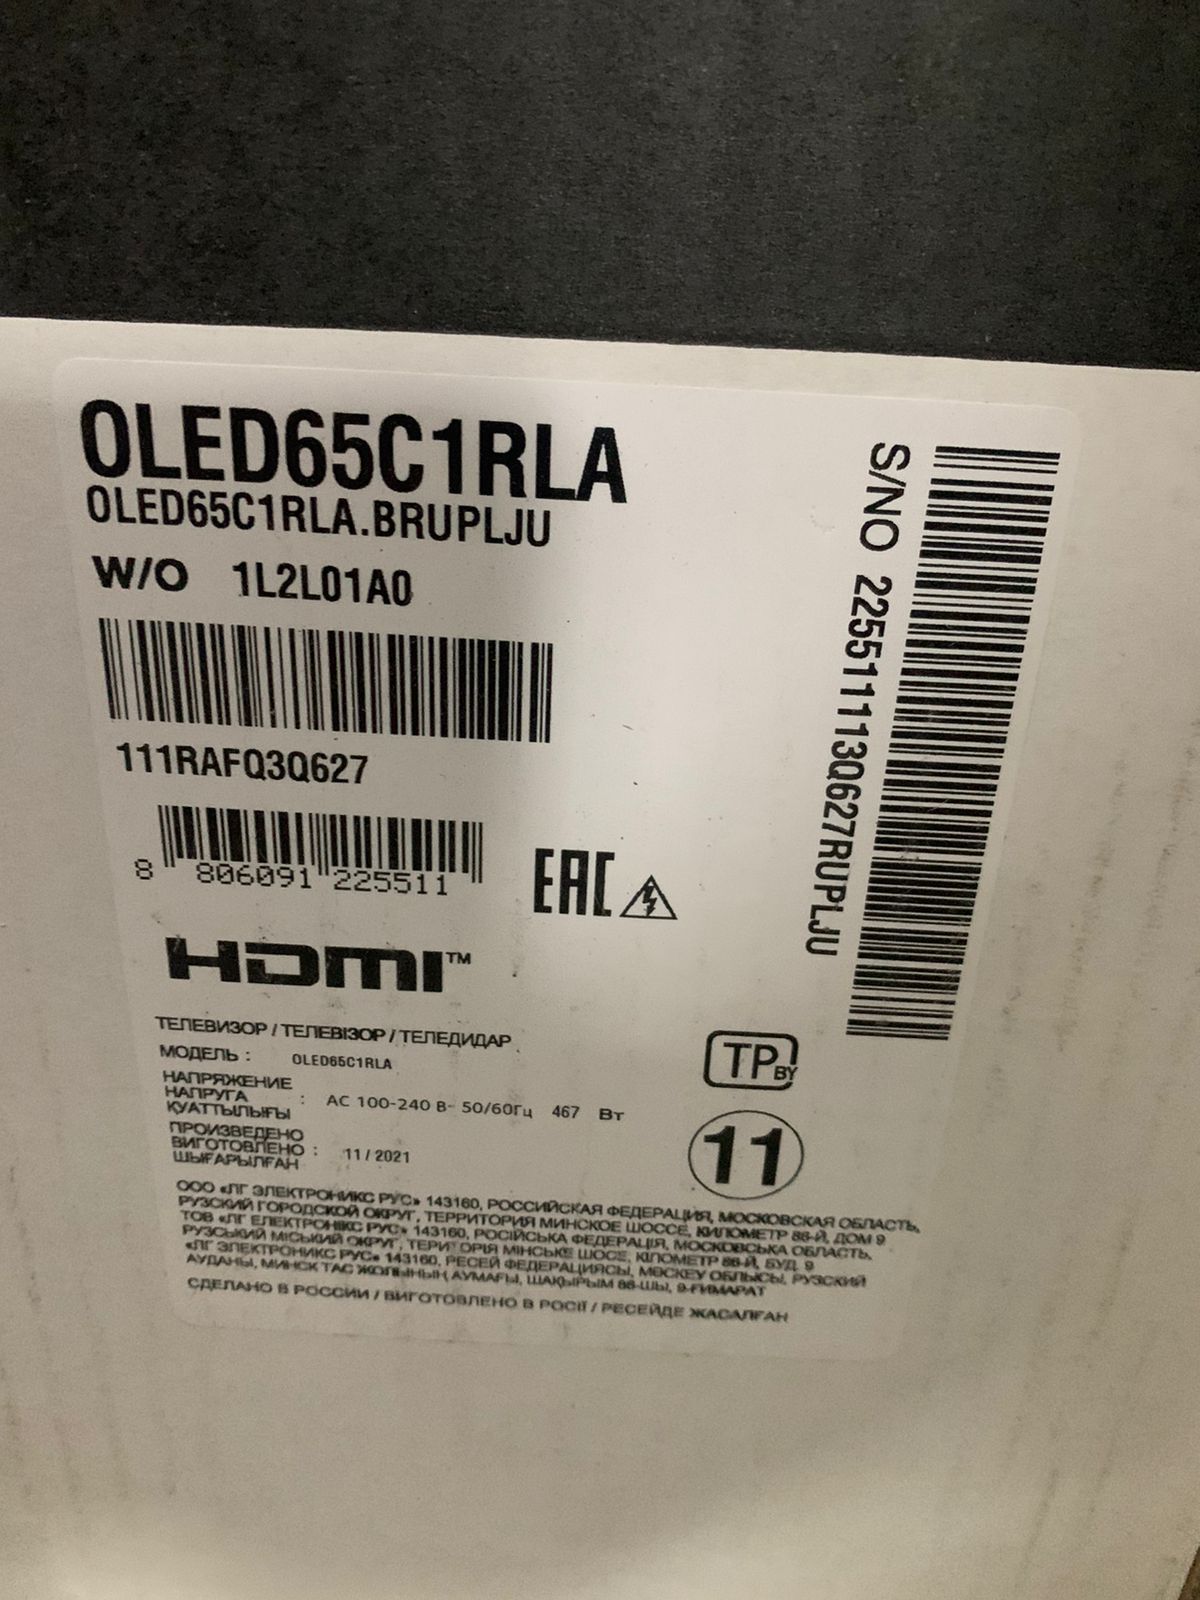 OLED65C1RLA
OLED65C1RLA.BRUPLJU
W/O 1L2L01A0
111RAFQ3Q627
8 806091 225511
EAC
HDMI™
S/NO 22551113Q627RUPLJU
ТЕЛЕВИЗОР / ТЕЛЕВІЗОР / ТЕЛЕДИДАР
МОДЕЛЬ : OLED65C1RLA
НАПРЯЖЕНИЕ
НАПРУГА : AC 100-240 В~ 50/60Гц 467 Вт
ҚУАТТЫЛЫҒЫ
ПРОИЗВЕДЕНО
ВИГОТОВЛЕНО : 11 / 2021
ШЫҒАРЫЛҒАН
TP BY
11
ООО «ЛГ ЭЛЕКТРОНИКС РУС» 143160, РОССИЙСКАЯ ФЕДЕРАЦИЯ, МОСКОВСКАЯ ОБЛАСТЬ,
РУЗСКИЙ ГОРОДСКОЙ ОКРУГ, ТЕРРИТОРИЯ МИНСКОЕ ШОССЕ, КИЛОМЕТР 86-Й, ДОМ 9
ТОВ «ЛГ ЕЛЕКТРОНІКС РУС» 143160, РОСІЙСЬКА ФЕДЕРАЦІЯ, МОСКОВСЬКА ОБЛАСТЬ,
РУЗСЬКИЙ МІСЬКИЙ ОКРУГ, ТЕРИТОРІЯ МІНСЬКЕ ШОСЕ, КІЛОМЕТР 86-Й, БУД. 9
«ЛГ ЭЛЕКТРОНИКС РУС» 143160, РЕСЕЙ ФЕДЕРАЦИЯСЫ, МӘСКЕУ ОБЛЫСЫ, РУЗСКИЙ
АУДАНЫ, МИНСК ТАС ЖОЛЫНЫҢ АУМАҒЫ, ШАҚЫРЫМ 86-ШЫ, 9-ҒИМАРАТ
СДЕЛАНО В РОССИИ / ВИГОТОВЛЕНО В РОСІЇ / РЕСЕЙДЕ ЖАСАЛҒАН